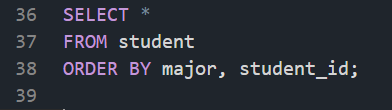 36 SELECT *
37 FROM student
38 ORDER BY major, student_id;
39